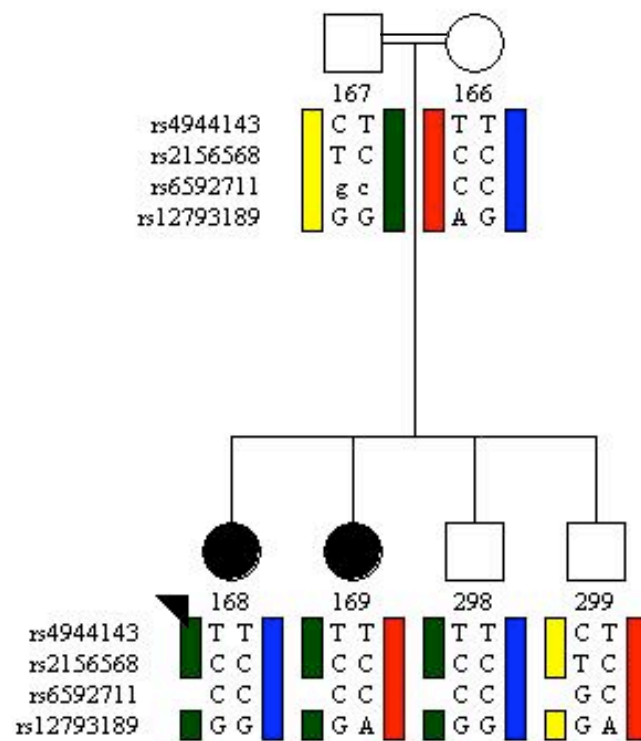 167 166
rs4944143 C T T T
rs2156568 T C C C
rs6592711 g c C C
rs12793189 G G A G
168 169 298 299
rs4944143 T T T T T T C T
rs2156568 C C C C C C T C
rs6592711 C C C C C C G C
rs12793189 G G G A G G G A